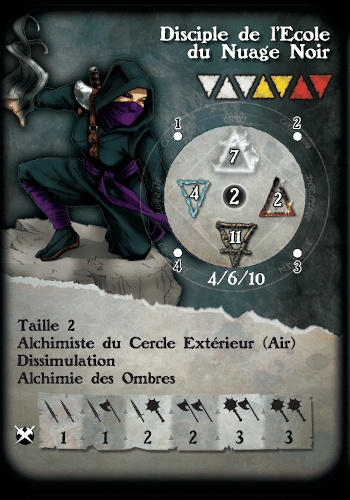 Disciple de l'Ecole
du Nuage Noir
1 2
7
4 2 2
11
4 3
4/6/10
Taille 2
Alchimiste du Cercle Extérieur (Air)
Dissimulation
Alchimie des Ombres
1 1 2 2 3 3